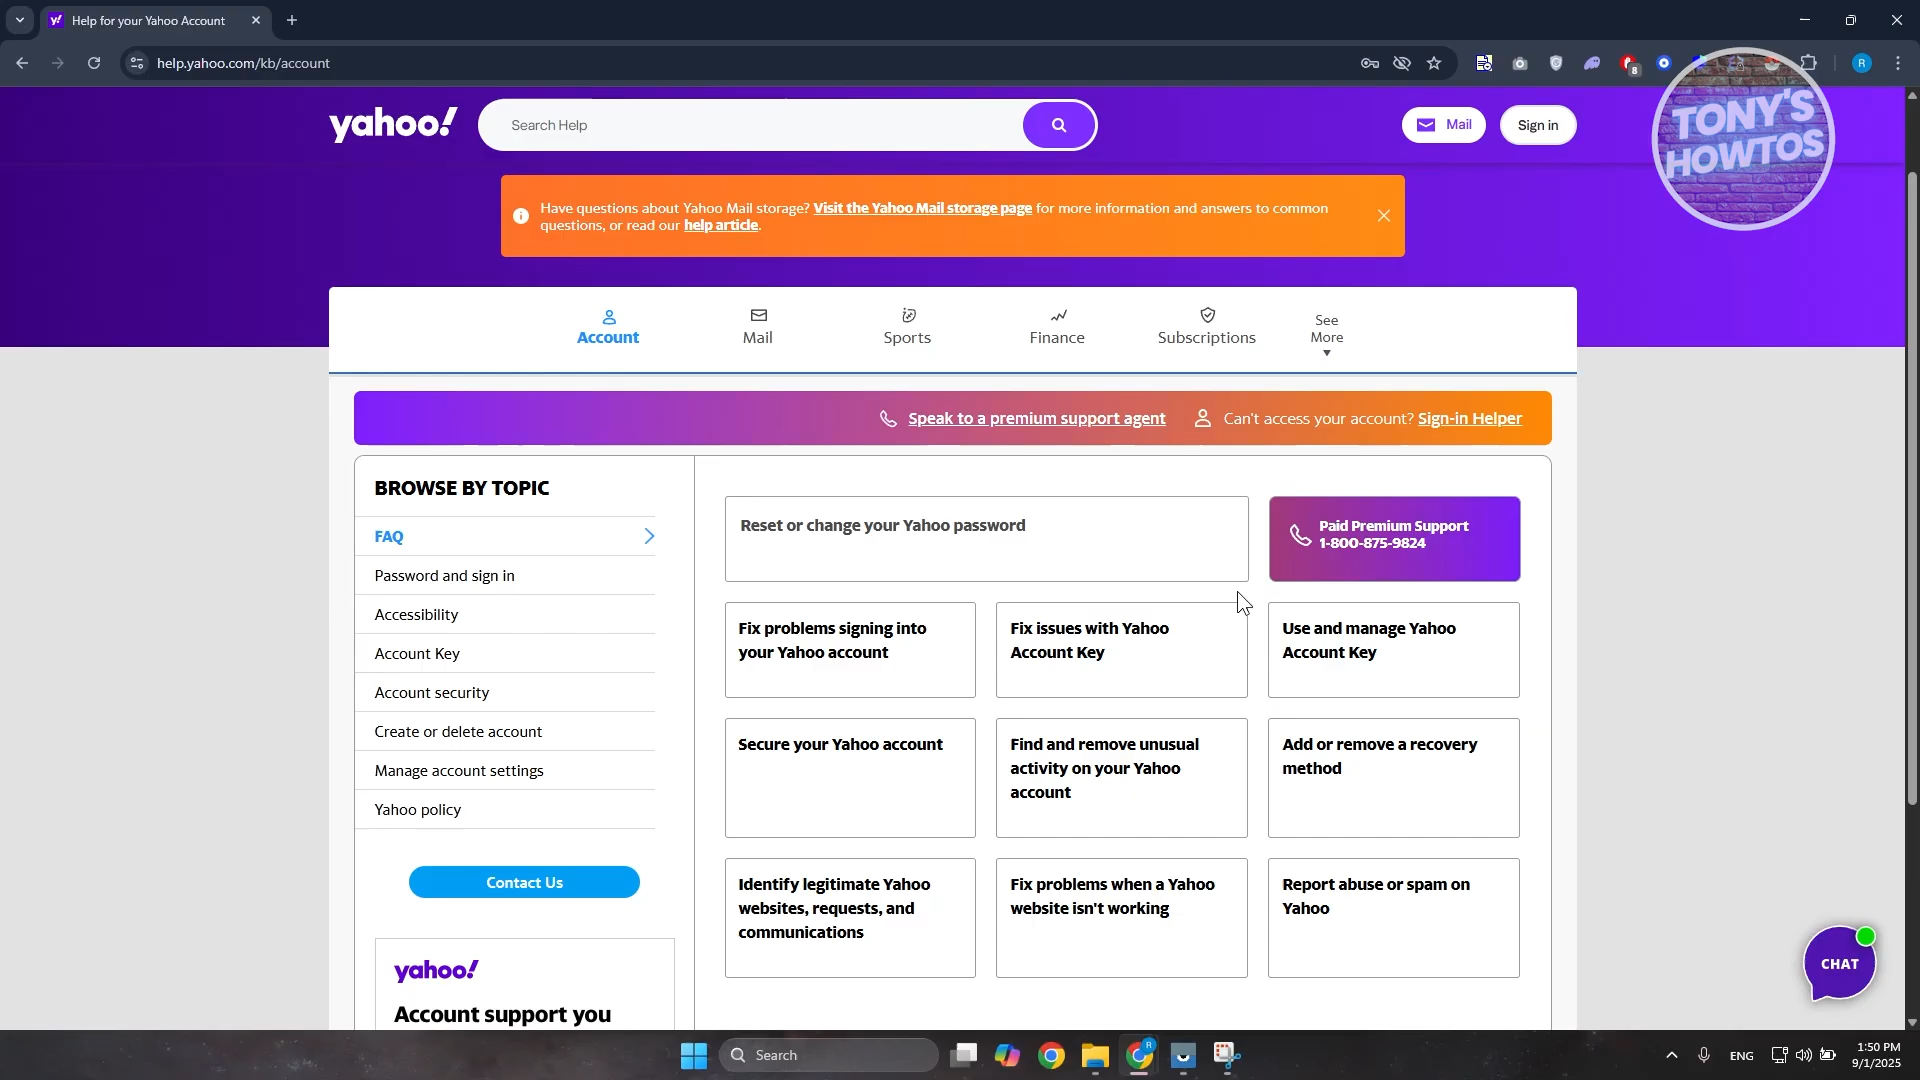 Help for your Yahoo Account
help.yahoo.com/kb/account
8
R
TONY'S
HOWTOS
yahoo!
Search Help
Mail
Sign in
Have questions about Yahoo Mail storage? Visit the Yahoo Mail storage page for more information and answers to common
questions, or read our help article.
Account
Mail
Sports
Finance
Subscriptions
See
More
Speak to a premium support agent
Can't access your account? Sign-in Helper
BROWSE BY TOPIC
FAQ
Password and sign in
Accessibility
Account Key
Account security
Create or delete account
Manage account settings
Yahoo policy
Contact Us
yahoo!
Account support you
Reset or change your Yahoo password
Paid Premium Support
1-800-875-9824
Fix problems signing into
your Yahoo account
Fix issues with Yahoo
Account Key
Use and manage Yahoo
Account Key
Secure your Yahoo account
Find and remove unusual
activity on your Yahoo
account
Add or remove a recovery
method
Identify legitimate Yahoo
websites, requests, and
communications
Fix problems when a Yahoo
website isn't working
Report abuse or spam on
Yahoo
CHAT
Search
R
ENG
1:50 PM
9/1/2025